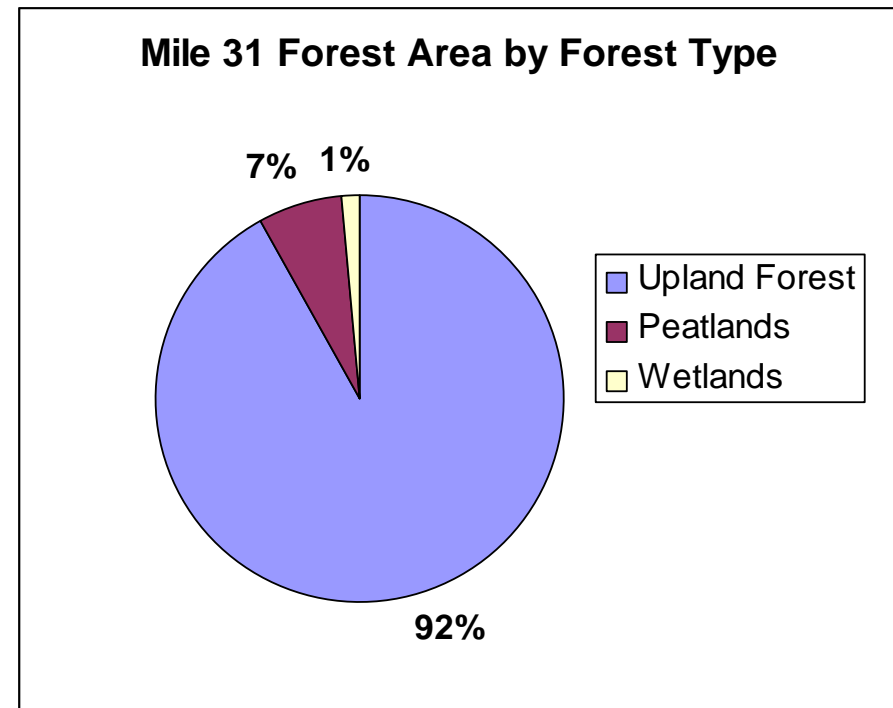 Mile 31 Forest Area by Forest Type
7%
1%
Upland Forest
Peatlands
Wetlands
92%